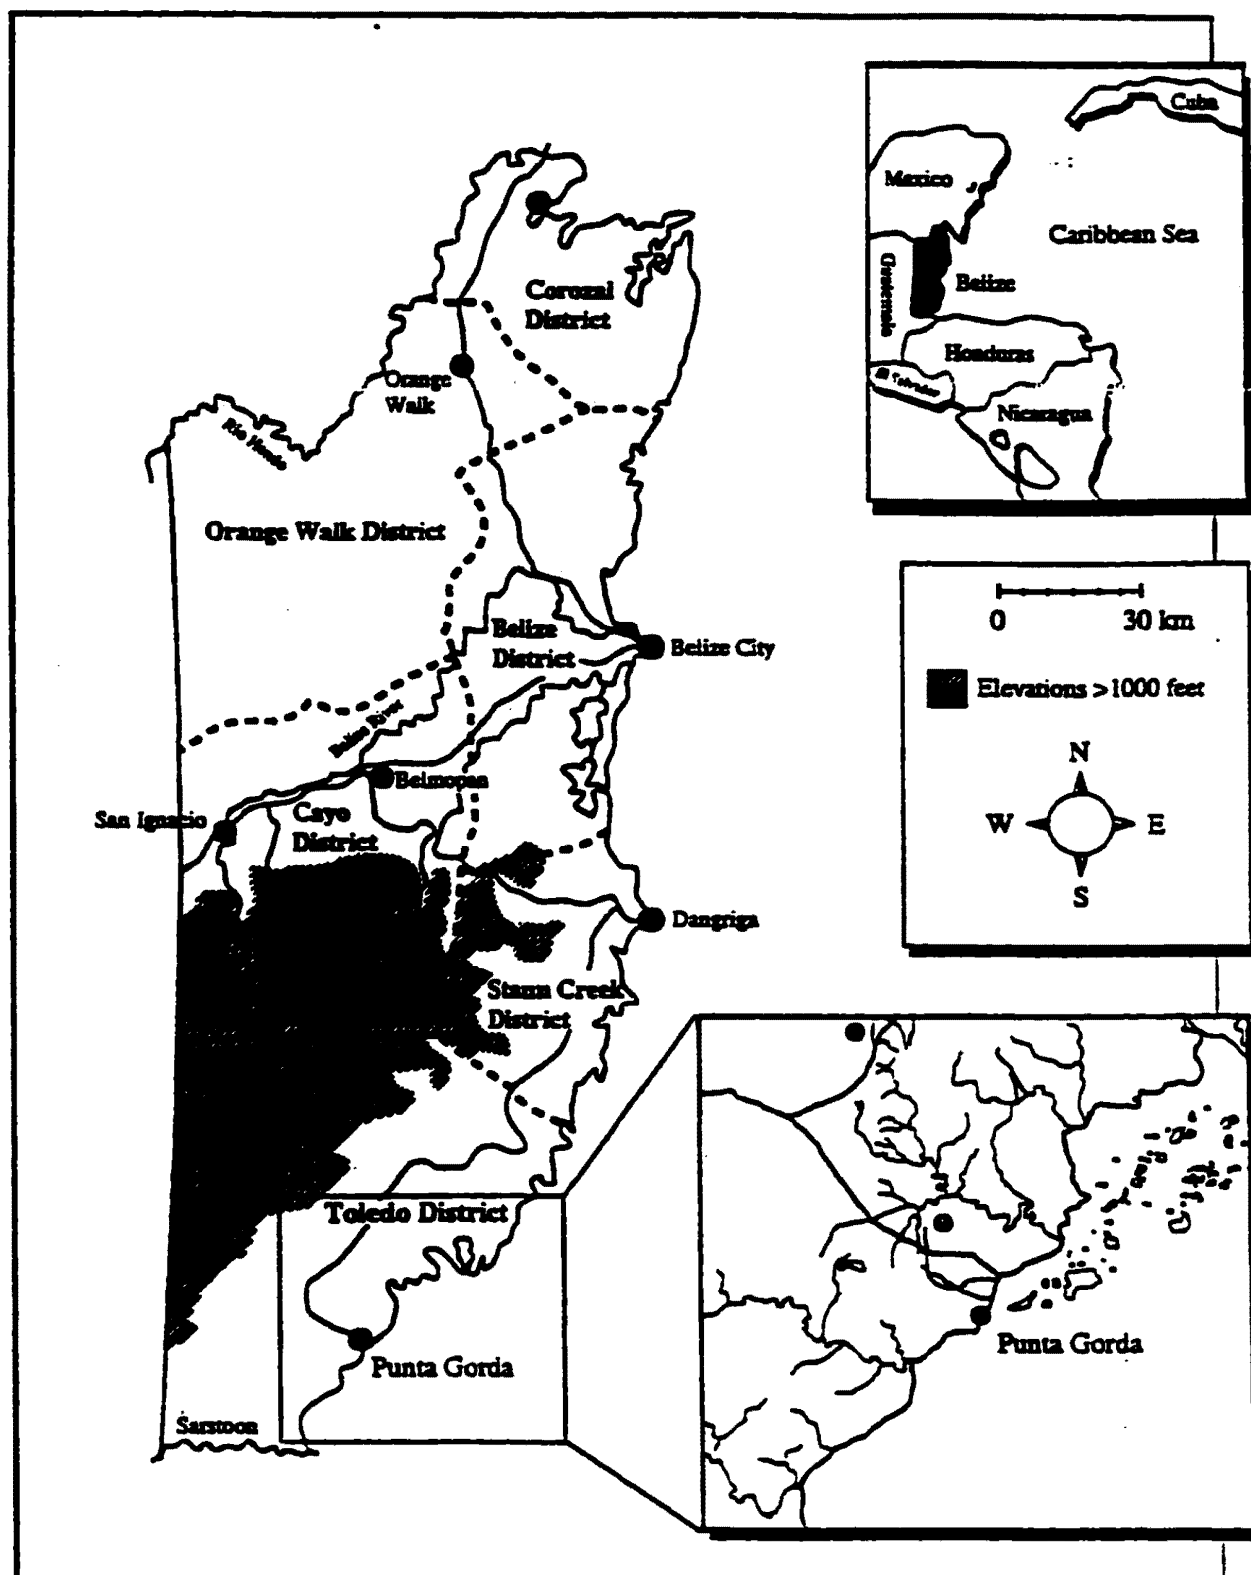 Cuba
Mexico
Caribbean Sea
Guatemala
Belize
Honduras
El Salvador
Nicaragua
Corozal
District
Orange
Walk
Rio Hondo
Orange Walk District
0 30 km
Elevations >1000 feet
N
W E
S
Belize
District
Belize City
Belize River
Belmopan
San Ignacio
Cayo
District
Dangriga
Stann Creek
District
Toledo District
Punta Gorda
Sarstoon
Punta Gorda